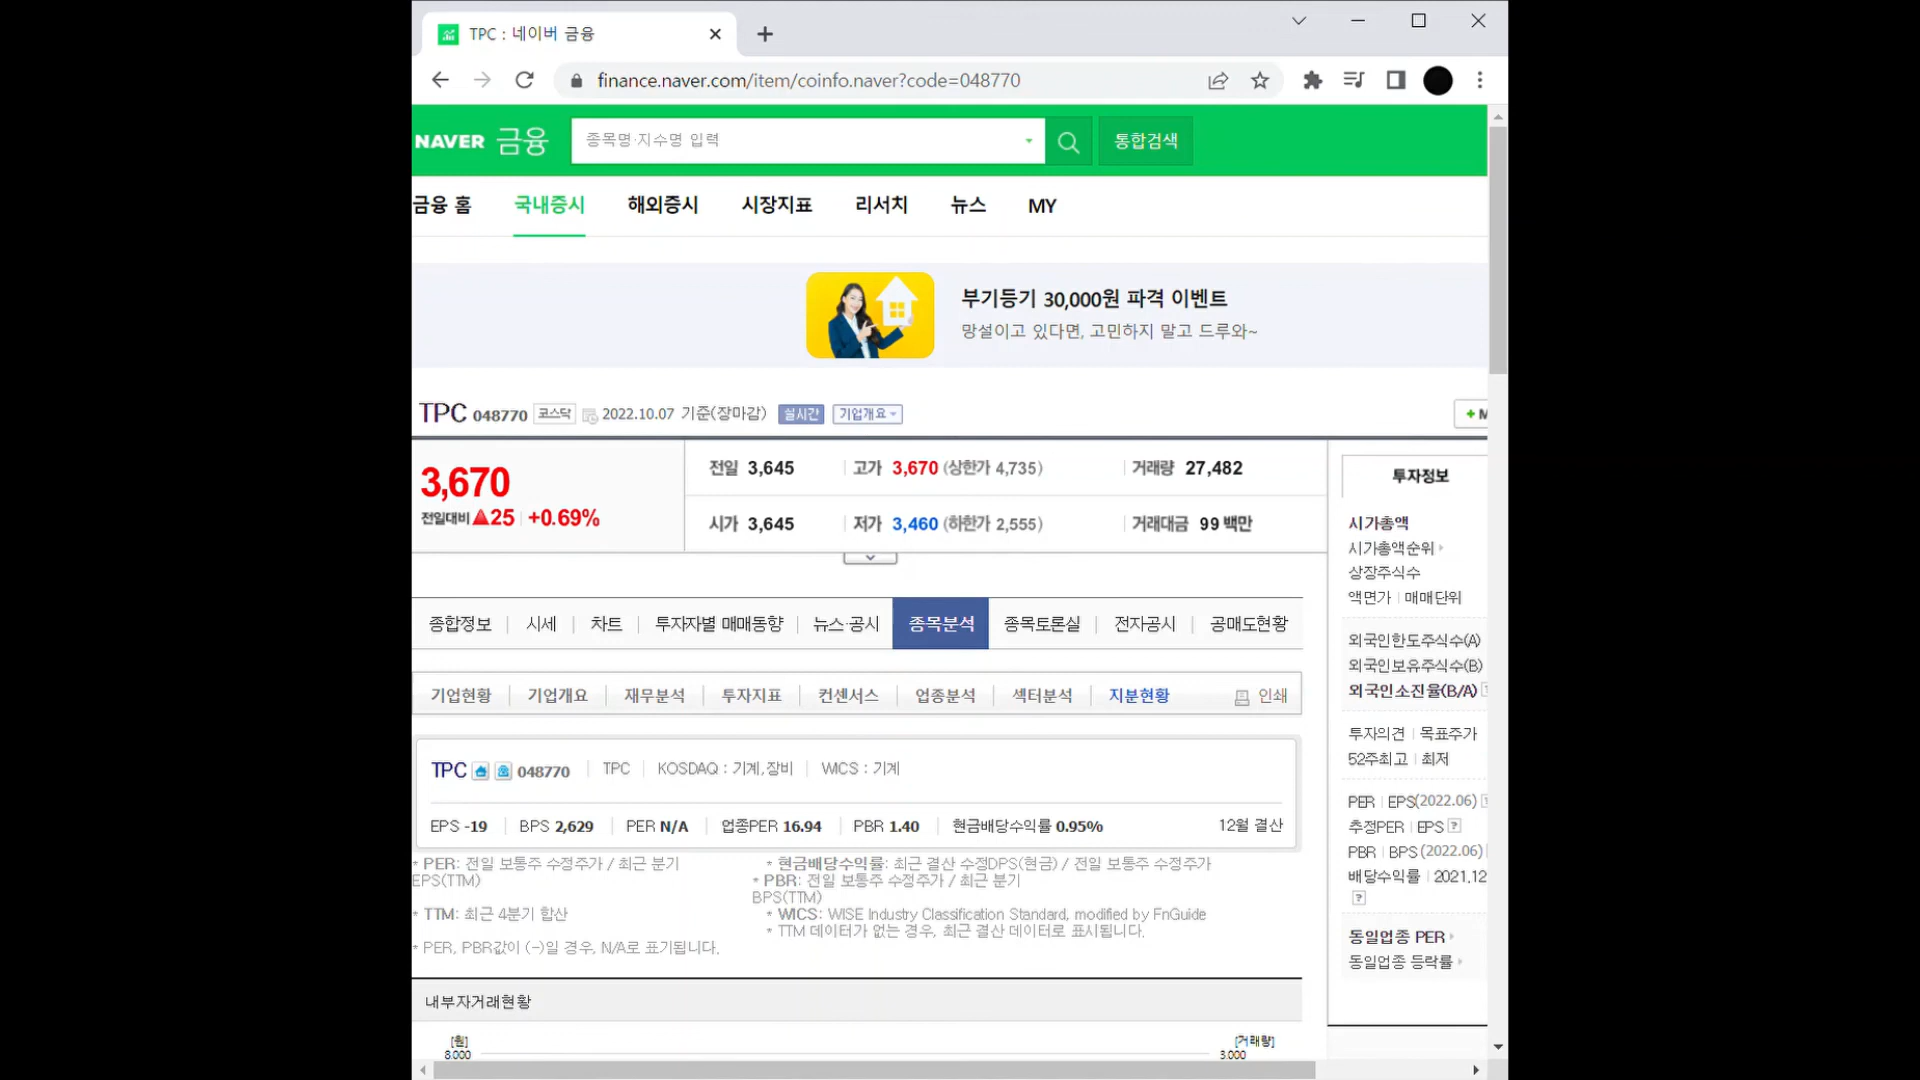 TPC : 네이버 금융
finance.naver.com/item/coinfo.naver?code=048770
NAVER 금융
종목명·지수명 입력
통합검색
금융 홈 국내증시 해외증시 시장지표 리서치 뉴스 MY
부기등기 30,000원 파격 이벤트
망설이고 있다면, 고민하지 말고 드루와~
TPC 048770 코스닥 2022.10.07 기준(장마감) 실시간 기업개요
3,670
전일대비 ▲25 +0.69%
전일 3,645 고가 3,670 (상한가 4,735) 거래량 27,482
시가 3,645 저가 3,460 (하한가 2,555) 거래대금 99 백만
종합정보 시세 차트 투자자별 매매동향 뉴스·공시 종목분석 종목토론실 전자공시 공매도현황
기업현황 기업개요 재무분석 투자지표 컨센서스 업종분석 섹터분석 지분현황 인쇄
TPC 048770 TPC KOSDAQ : 기계,장비 WICS : 기계
EPS -19 BPS 2,629 PER N/A 업종PER 16.94 PBR 1.40 현금배당수익률 0.95% 12월 결산
* PER: 전일 보통주 수정주가 / 최근 분기
EPS(TTM)
* TTM: 최근 4분기 합산
* PER, PBR값이 (-)일 경우, N/A로 표기됩니다.
* 현금배당수익률: 최근 결산 수정DPS(현금) / 전일 보통주 수정주가
* PBR: 전일 보통주 수정주가 / 최근 분기
BPS(TTM)
* WICS: WISE Industry Classification Standard, modified by FnGuide
* TTM 데이터가 없는 경우, 최근 결산 데이터로 표시됩니다.
내부자거래현황
[원] [거래량]
8,000 3,000
+ M
투자정보
시가총액
시가총액순위
상장주식수
액면가 매매단위
외국인한도주식수(A)
외국인보유주식수(B)
외국인소진율(B/A)
투자의견 목표주가
52주최고 최저
PER EPS(2022.06)
추정PER EPS ?
PBR BPS (2022.06)
배당수익률 2021.12
?
동일업종 PER
동일업종 등락률